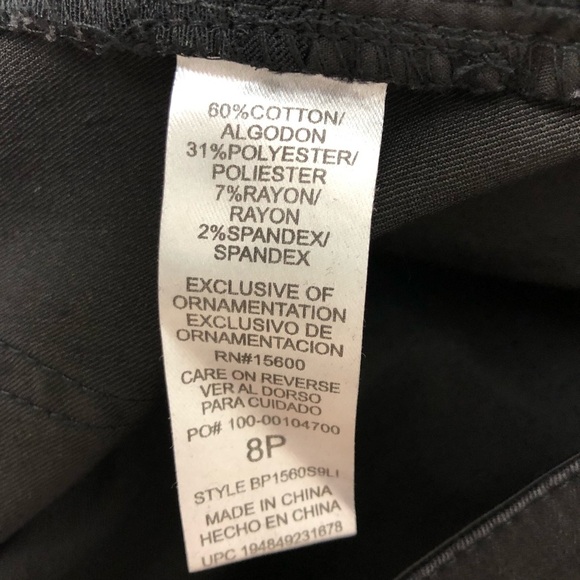 60%COTTON/
ALGODON
31%POLYESTER/
POLIESTER
7%RAYON/
RAYON
2%SPANDEX/
SPANDEX
EXCLUSIVE OF
ORNAMENTATION
EXCLUSIVO DE
ORNAMENTACION
RN#15600
CARE ON REVERSE
VER AL DORSO
PARA CUIDADO
PO# 100-00104700
8P
STYLE BP1560S9LI
MADE IN CHINA
HECHO EN CHINA
UPC 194849231678